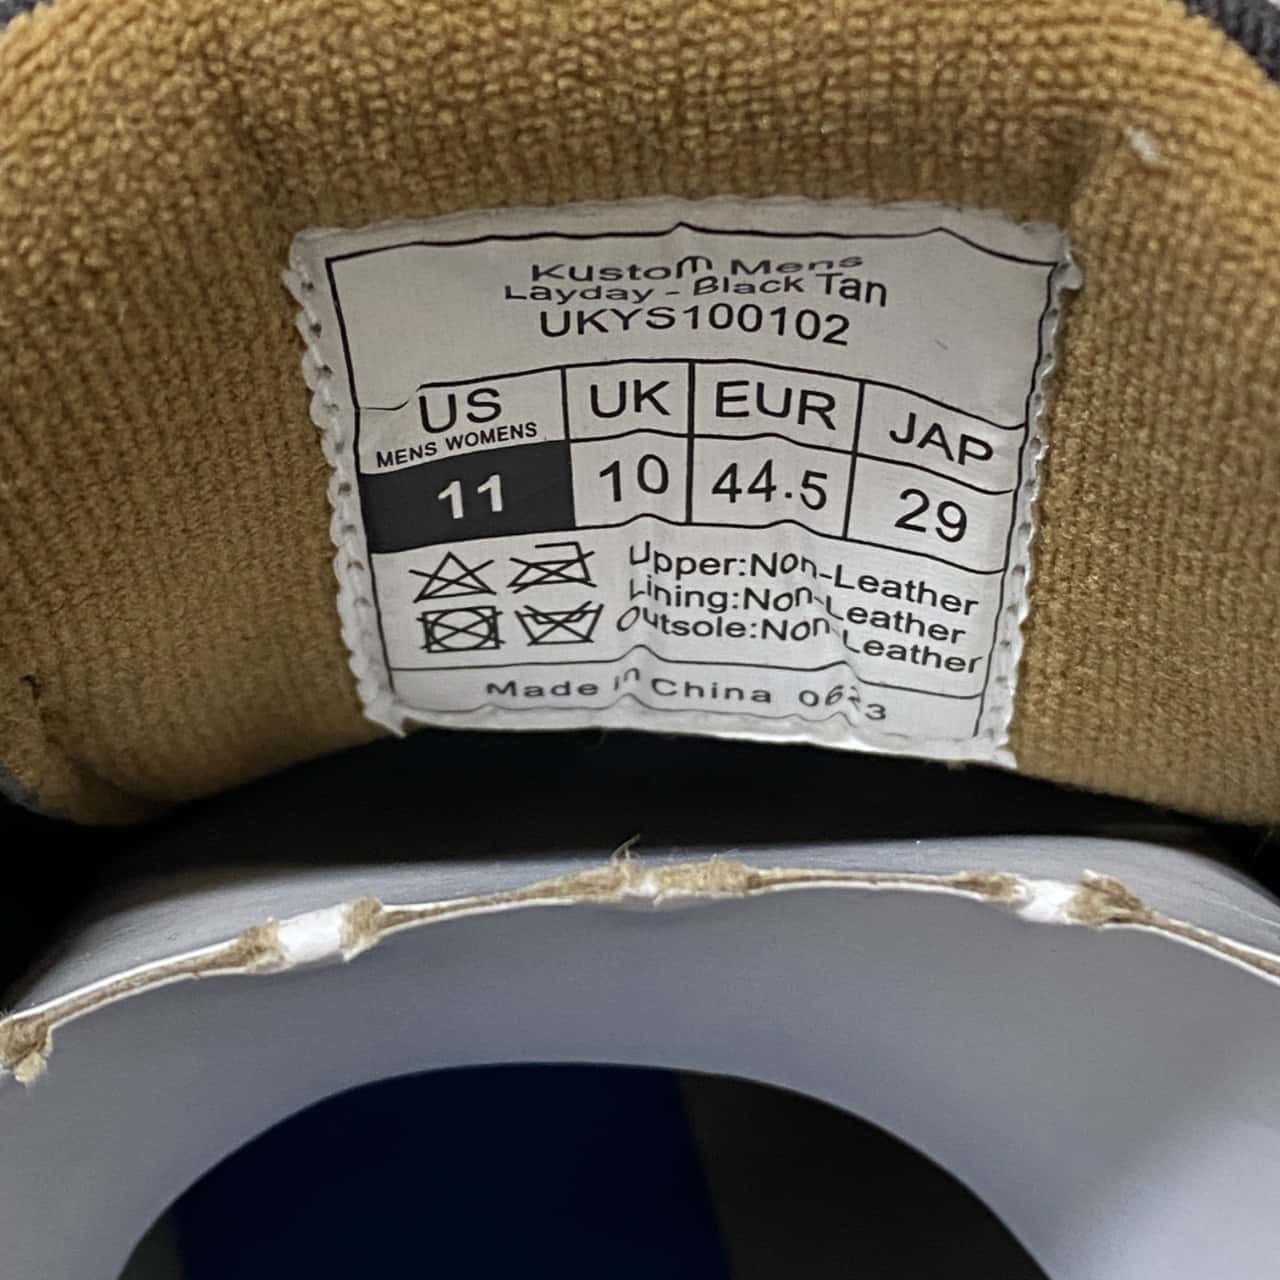 Kustom Mens
Layday - Black Tan
UKYS100102
US UK EUR JAP
MENS WOMENS
11 10 44.5 29
Upper:Non-Leather
Lining:Non-Leather
Outsole:Non-Leather
Made in China